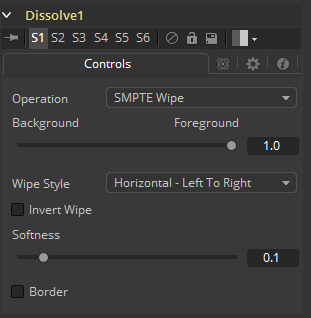 Dissolve1
S1 S2 S3 S4 S5 S6
Controls
Operation SMPTE Wipe
Background Foreground
1.0
Wipe Style Horizontal - Left To Right
Invert Wipe
Softness
0.1
Border